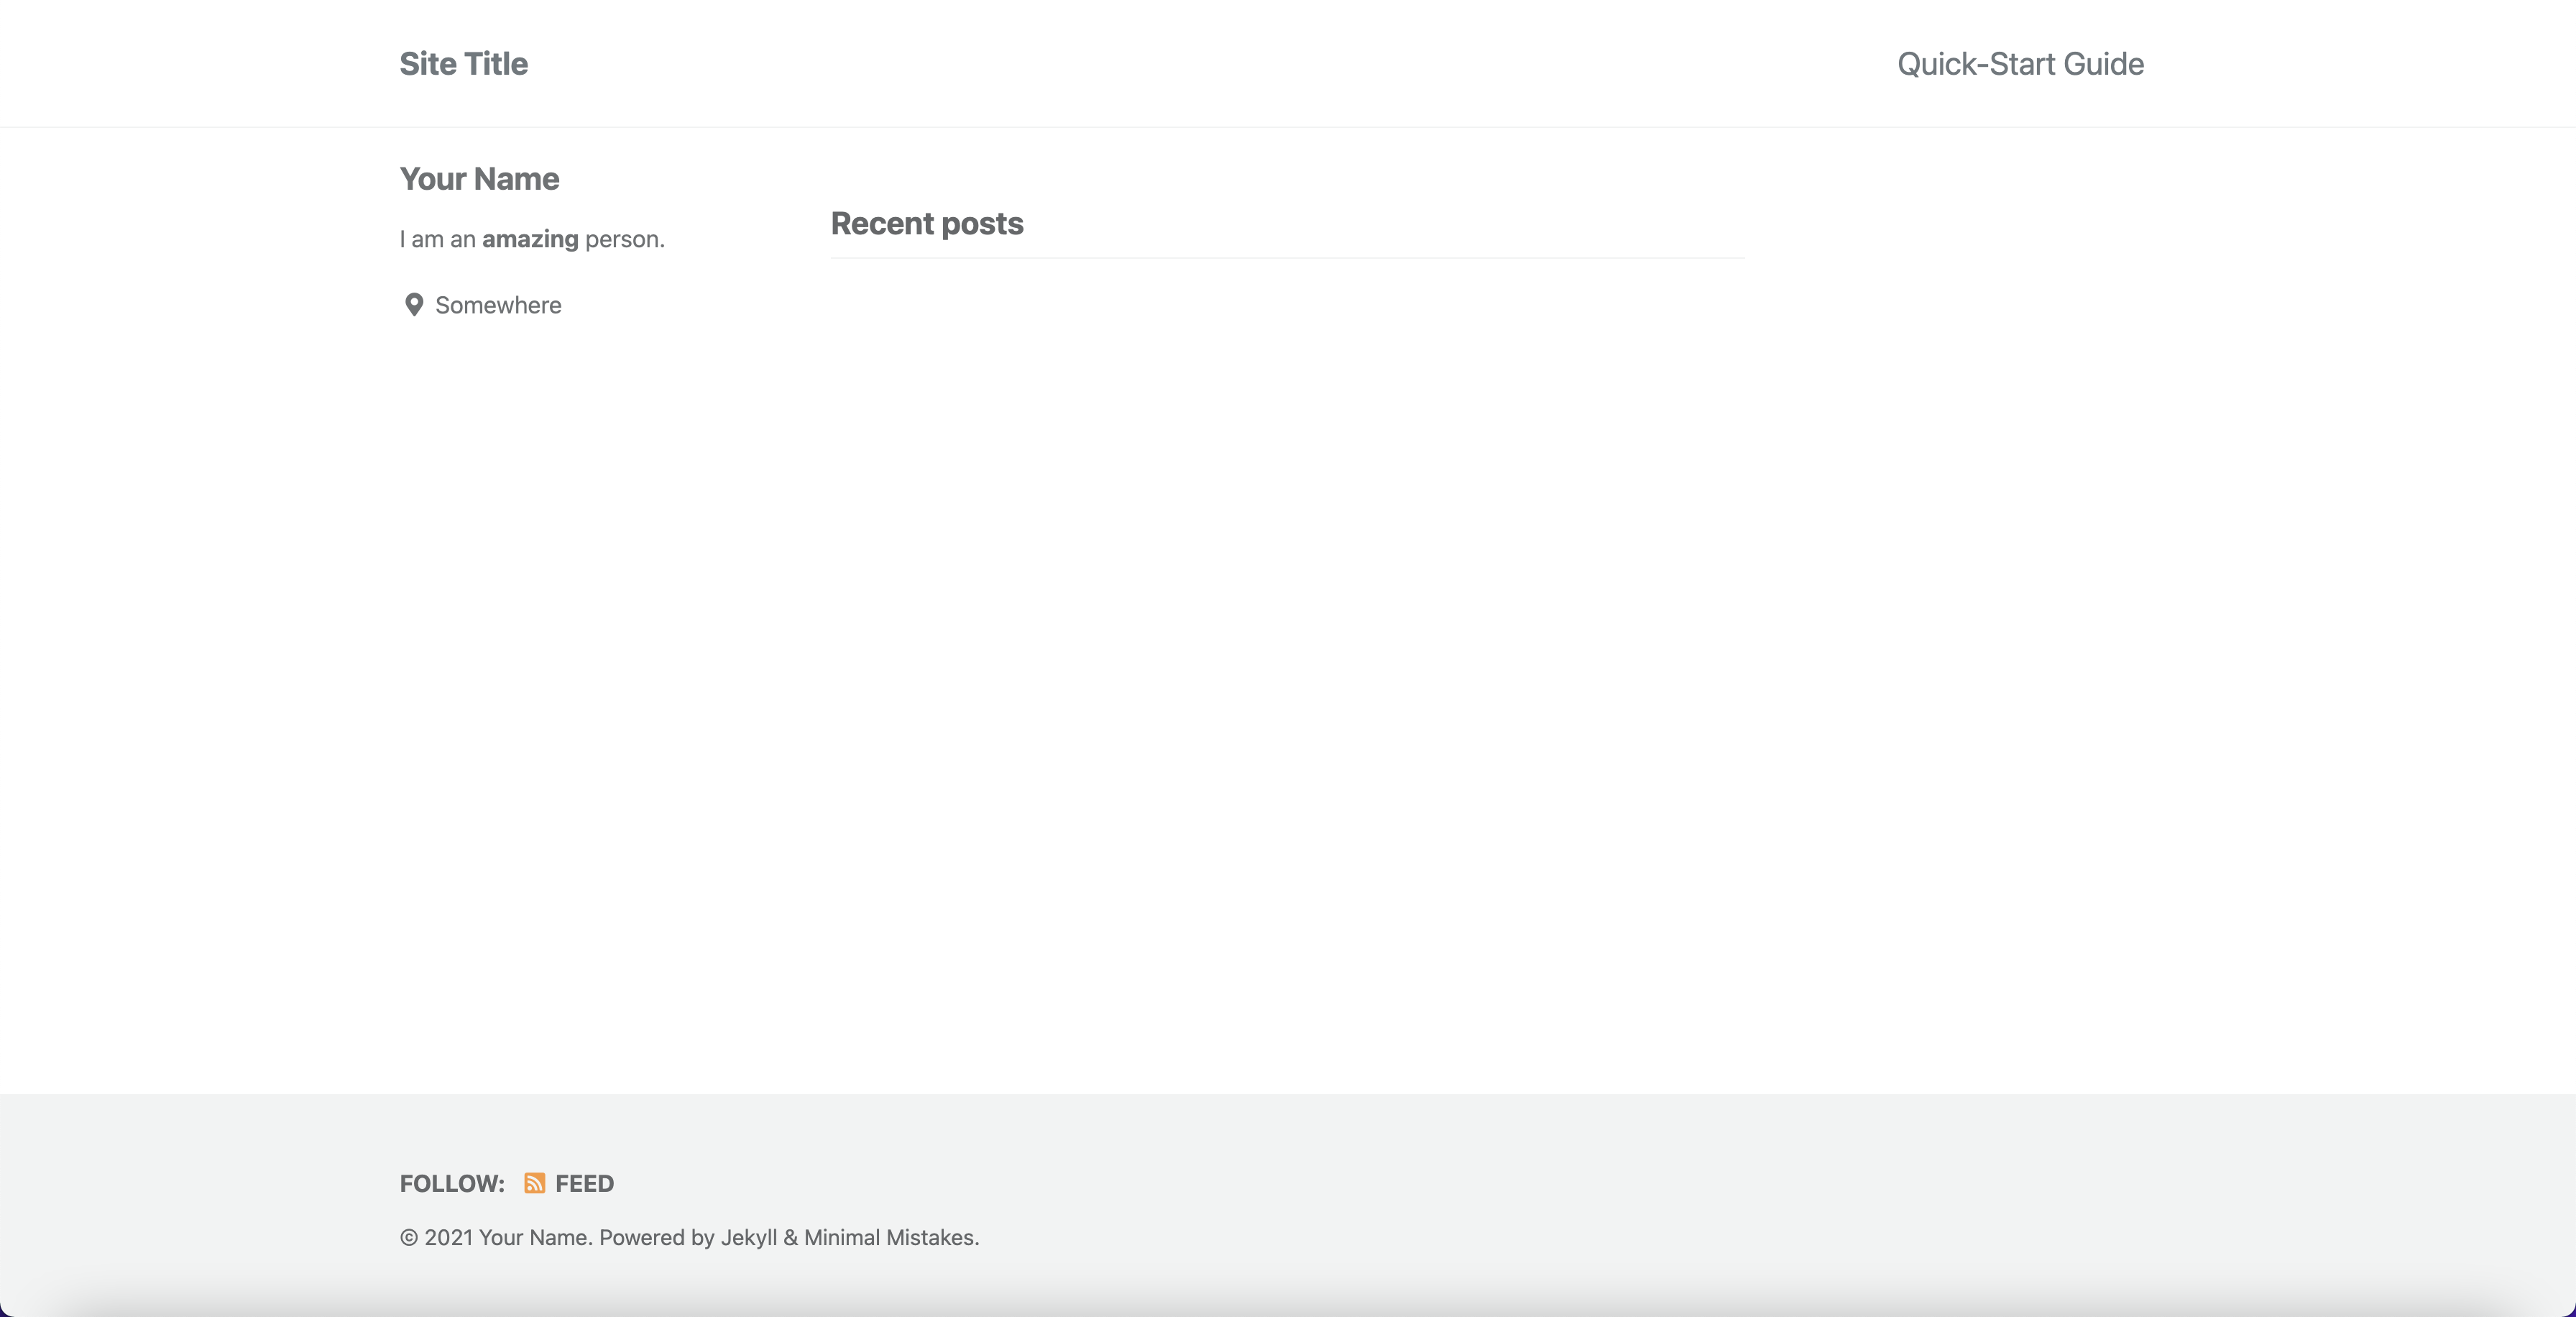 Site Title
Quick-Start Guide
Your Name
I am an amazing person.
Somewhere
Recent posts
FOLLOW: FEED
© 2021 Your Name. Powered by Jekyll & Minimal Mistakes.